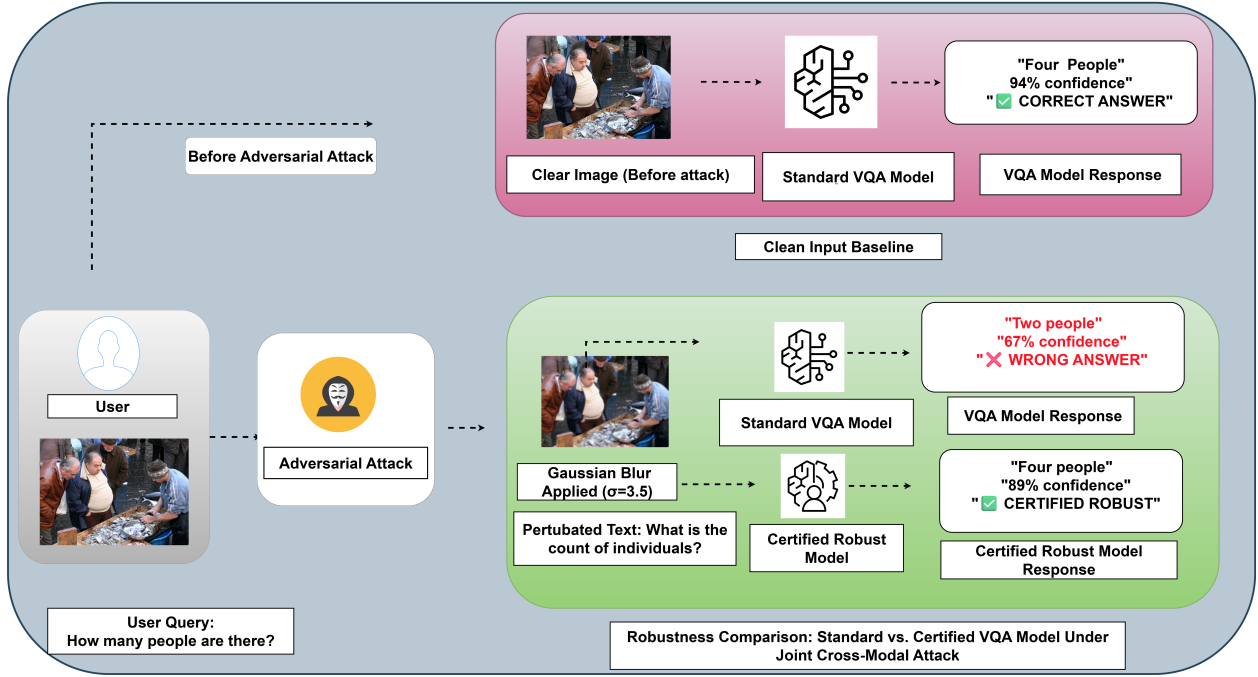 "Four  People"
94% confidence"
"✅ CORRECT ANSWER"
Before Adversarial Attack
Clear Image (Before attack)
Standard VQA Model
VQA Model Response
Clean Input Baseline
User
Adversarial Attack
"Two people"
"67% confidence"
"❌ WRONG ANSWER"
Standard VQA Model
VQA Model Response
Gaussian Blur
Applied (σ=3.5)
Pertubated Text: What is the
count of individuals?
Certified Robust
Model
"Four people"
"89% confidence"
"✅ CERTIFIED ROBUST"
Certified Robust Model
Response
User Query:
How many people are there?
Robustness Comparison: Standard vs. Certified VQA Model Under
Joint Cross-Modal Attack